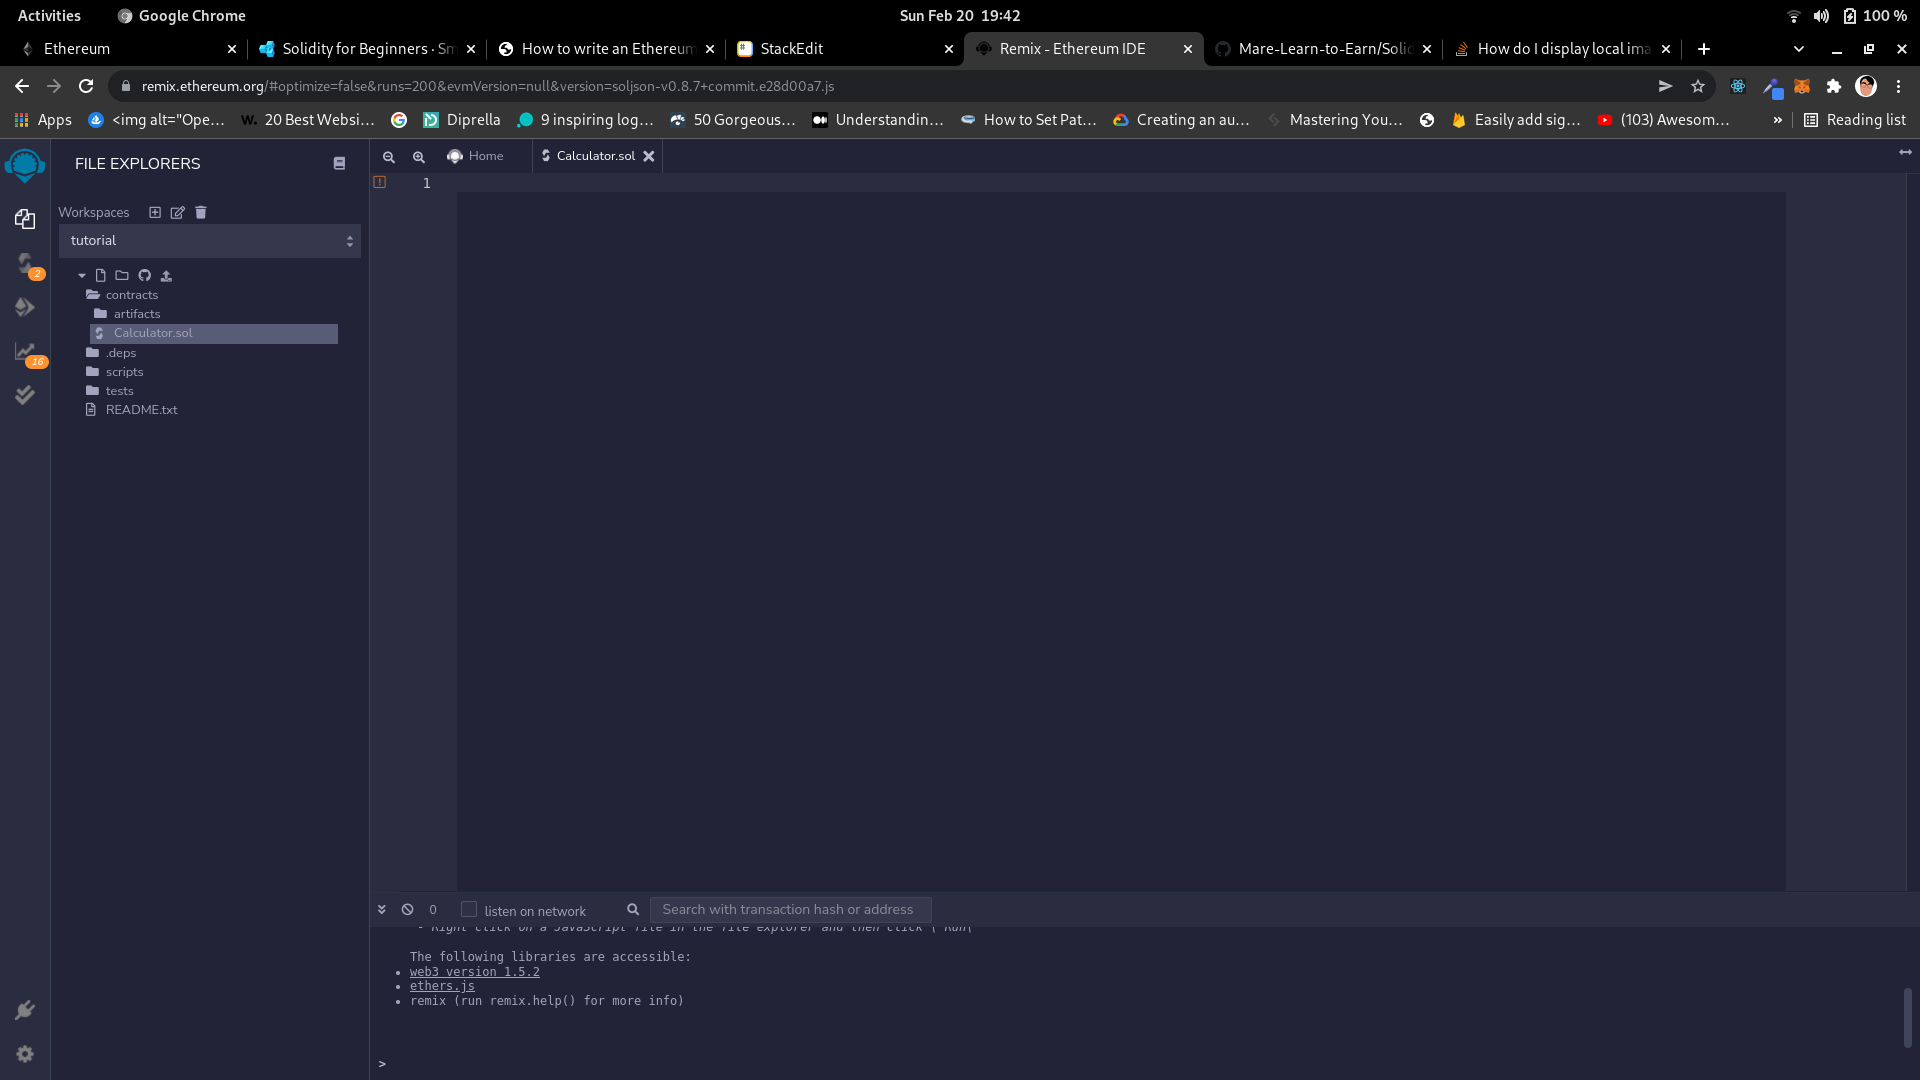 Activities
Google Chrome
Sun Feb 20 19:42
100 %
Ethereum
Solidity for Beginners · Sm
How to write an Ethereum
StackEdit
Remix - Ethereum IDE
Mare-Learn-to-Earn/Solid
How do I display local ima
remix.ethereum.org/#optimize=false&runs=200&evmVersion=null&version=soljson-v0.8.7+commit.e28d00a7.js
Apps
<img alt="Ope...
20 Best Websi...
Diprella
9 inspiring log...
50 Gorgeous...
Understandin...
How to Set Pat...
Creating an au...
Mastering You...
Easily add sig...
(103) Awesom...
»
Reading list
FILE EXPLORERS
Home
Calculator.sol
1
Workspaces
tutorial
2
contracts
artifacts
Calculator.sol
.deps
16
scripts
tests
README.txt
0
listen on network
Search with transaction hash or address
- Right click on a JavaScript file in the file explorer and then click \`Run\`
The following libraries are accessible:
• web3 version 1.5.2
• ethers.js
• remix (run remix.help() for more info)
>